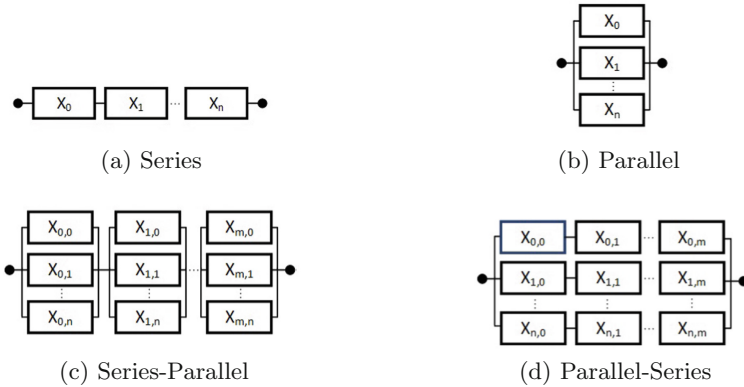 X0
X0 X1 ... Xn
X1
⋮
Xn
(a) Series
(b) Parallel
X0,0 X1,0 Xm,0
X0,1 X1,1 ... Xm,1
⋮ ⋮ ⋮
X0,n X1,n Xm,n
X0,0 X0,1 ... X0,m
X1,0 X1,1 ... X1,m
⋮ ⋮ ⋮
Xn,0 Xn,1 ... Xn,m
(c) Series-Parallel
(d) Parallel-Series